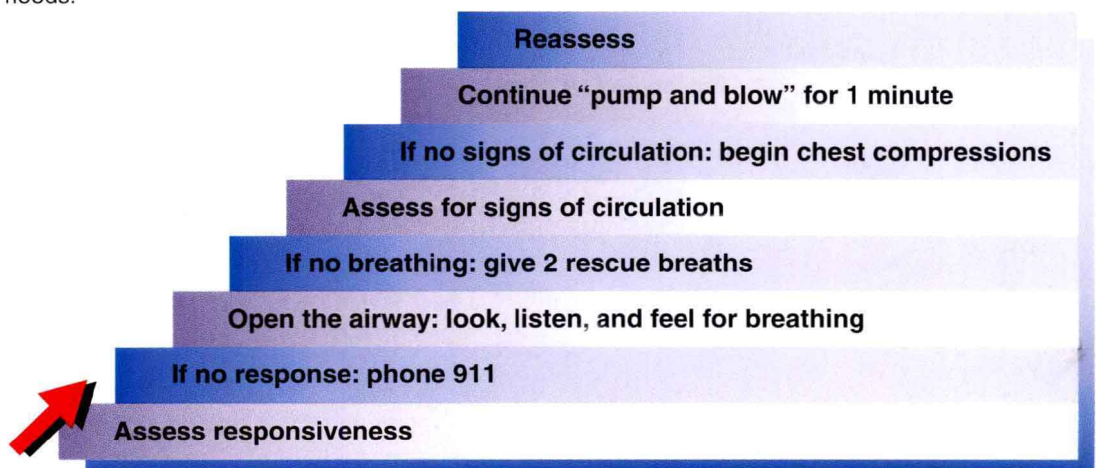 needs.
Reassess
Continue “pump and blow” for 1 minute
If no signs of circulation: begin chest compressions
Assess for signs of circulation
If no breathing: give 2 rescue breaths
Open the airway: look, listen, and feel for breathing
If no response: phone 911
Assess responsiveness